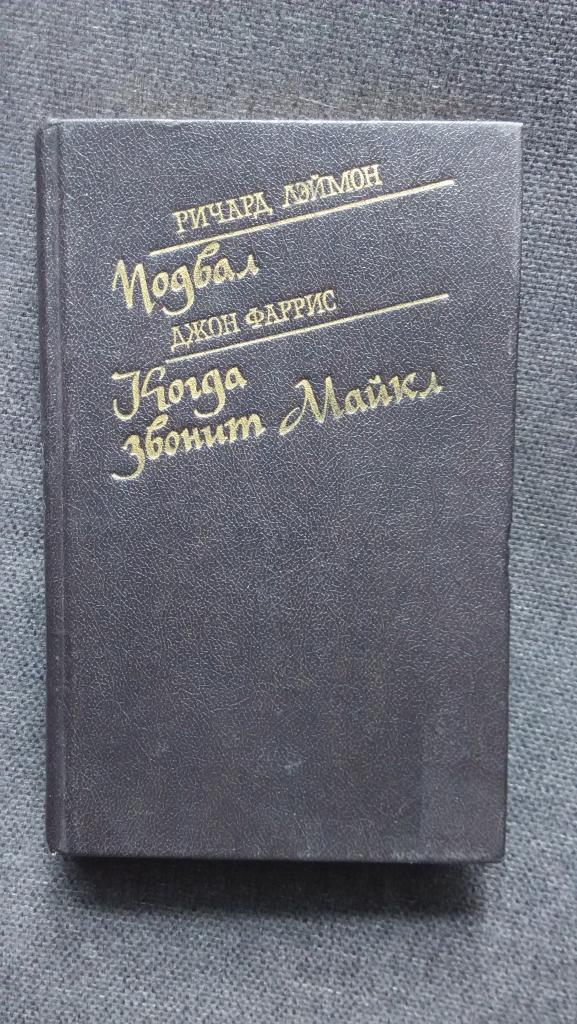 РИЧАРД ЛЭЙМОН
Подвал
ДЖОН ФАРРИС
Когда
звонит Майкл